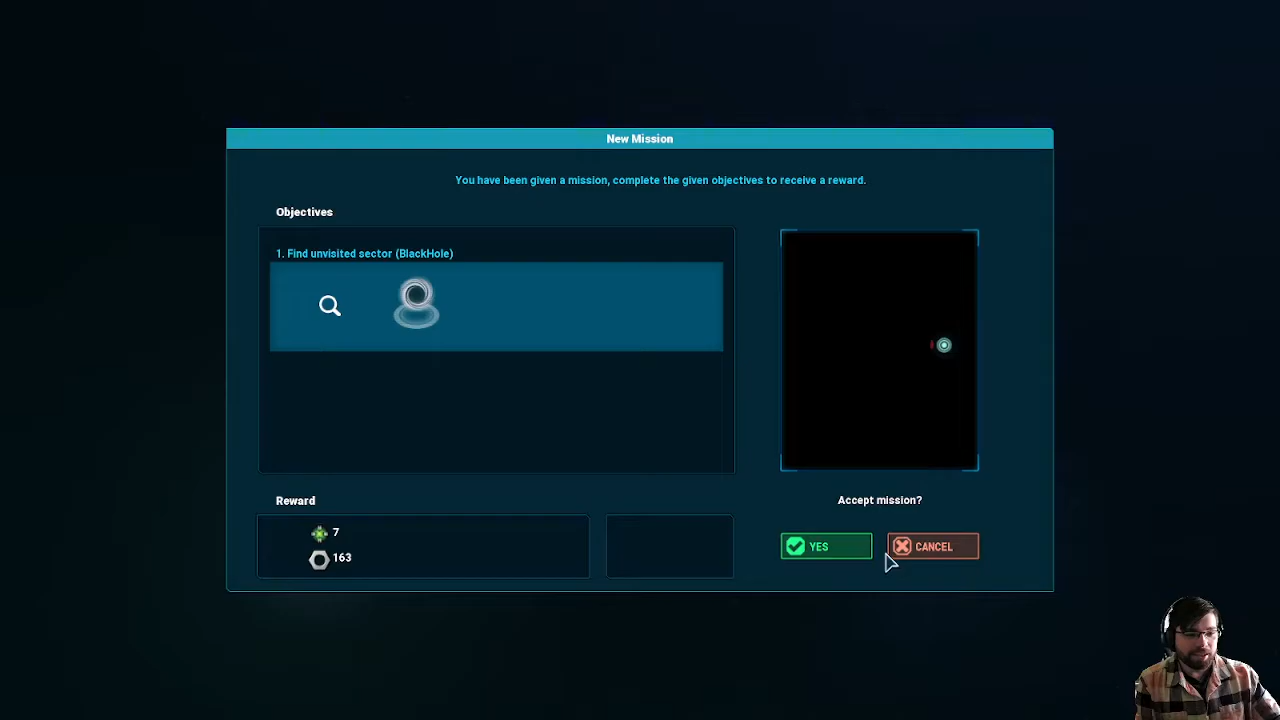 New Mission
You have been given a mission, complete the given objectives to receive a reward.
Objectives
1. Find unvisited sector (BlackHole)
Reward
7
163
Accept mission?
YES
CANCEL